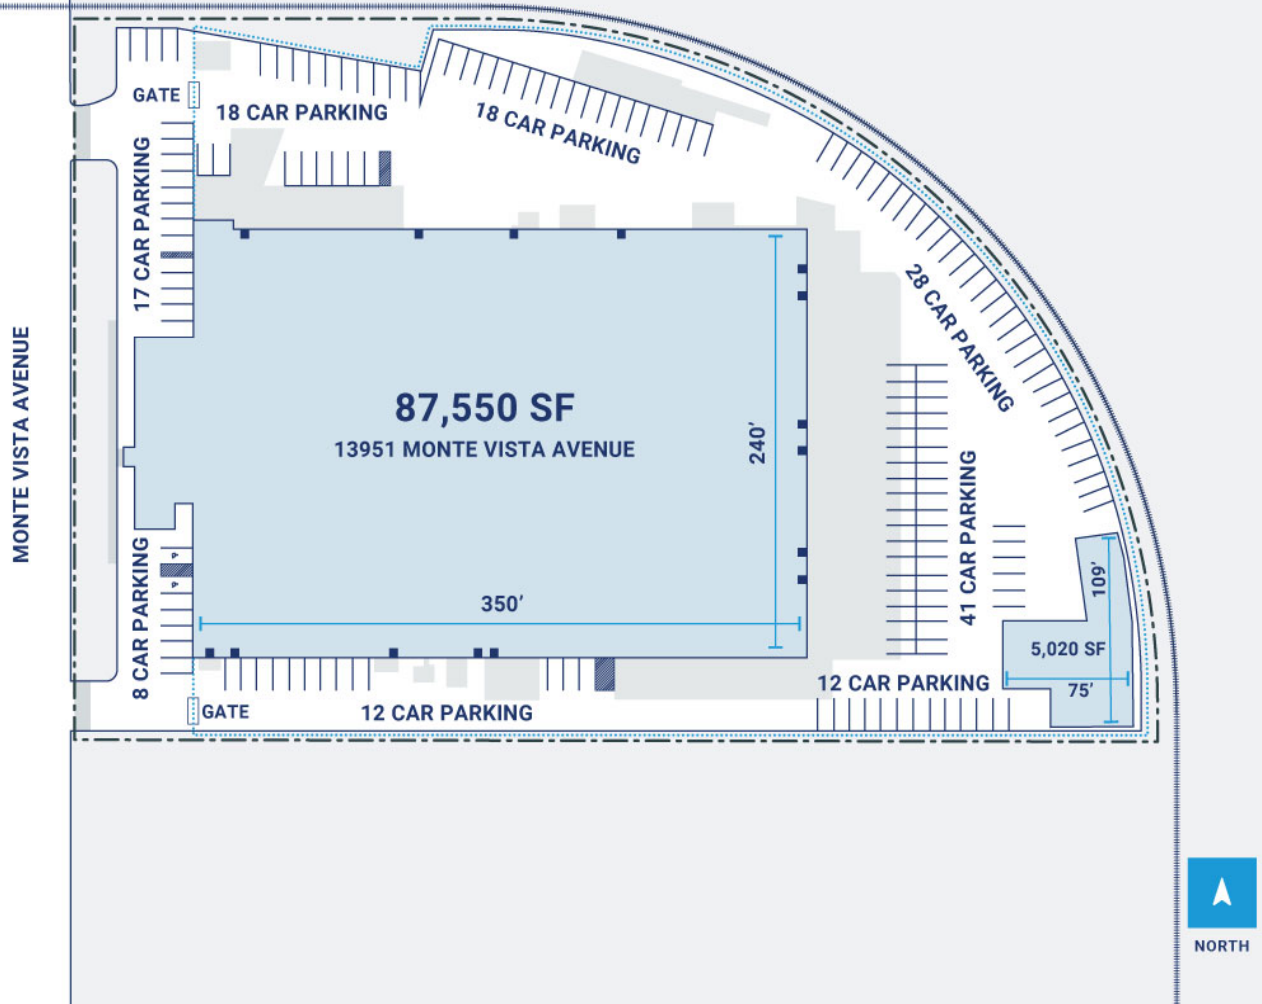 GATE
18 CAR PARKING
18 CAR PARKING
17 CAR PARKING
28 CAR PARKING
MONTE VISTA AVENUE
87,550 SF
13951 MONTE VISTA AVENUE
240’
350’
41 CAR PARKING
109’
5,020 SF
75’
8 CAR PARKING
GATE
12 CAR PARKING
12 CAR PARKING
NORTH